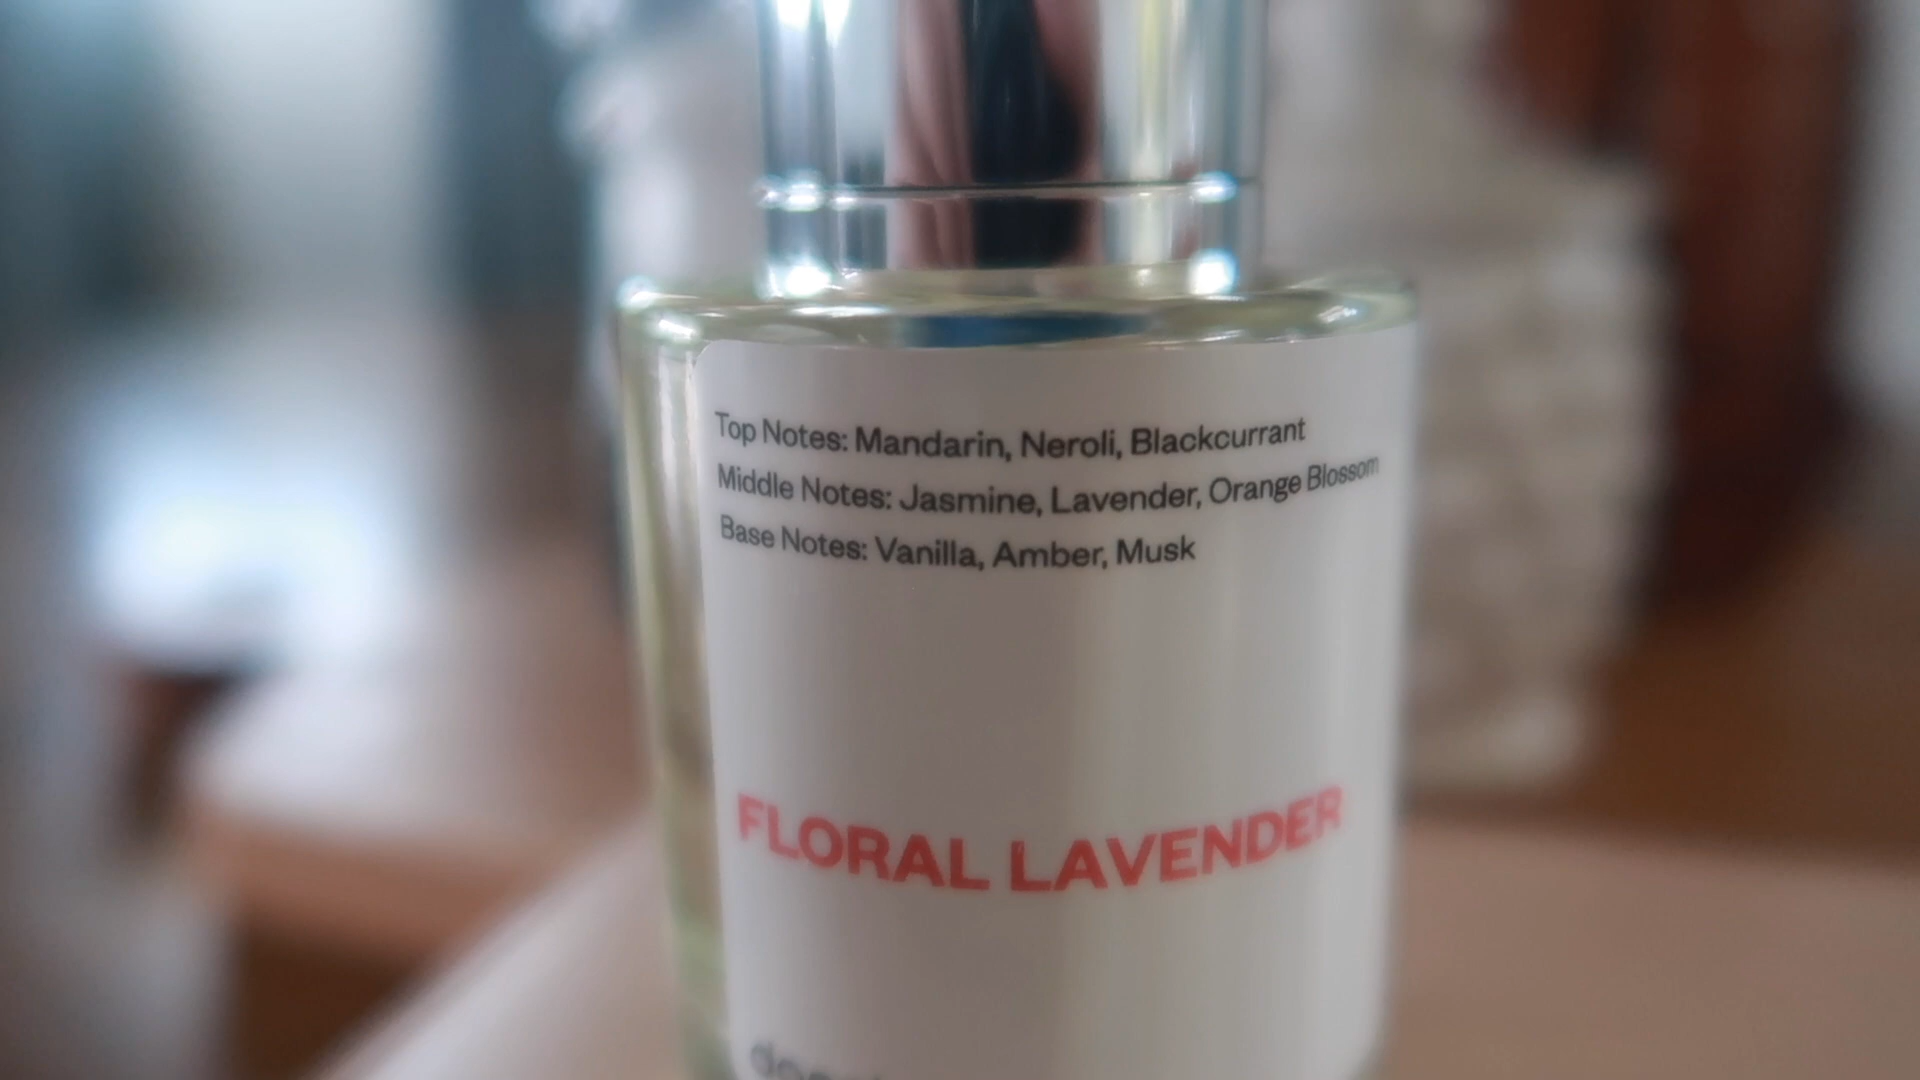 Top Notes: Mandarin, Neroli, Blackcurrant
Middle Notes: Jasmine, Lavender, Orange Blossom
Base Notes: Vanilla, Amber, Musk
FLORAL LAVENDER